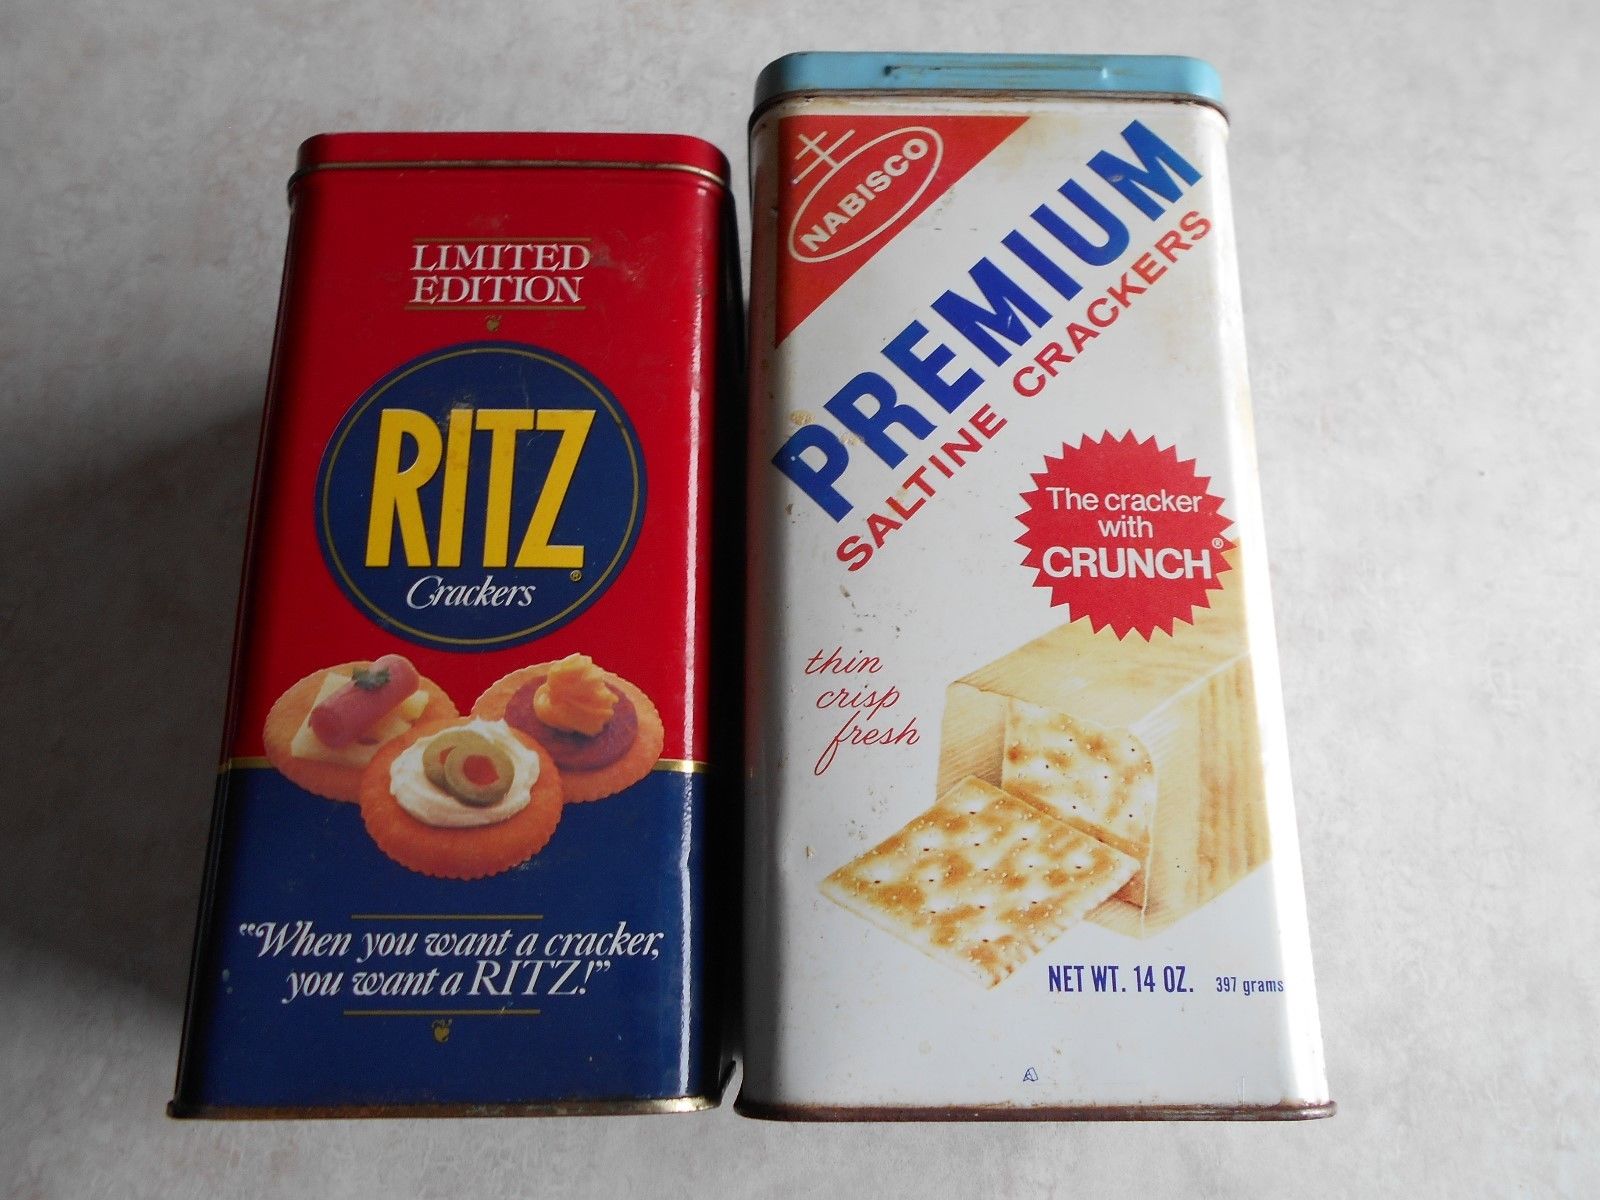 LIMITED
EDITION
RITZ®
Crackers
“When you want a cracker,
you want a RITZ!”
NABISCO
PREMIUM
SALTINE CRACKERS
The cracker
with
CRUNCH®
thin
crisp
fresh
NET WT. 14 OZ. 397 grams